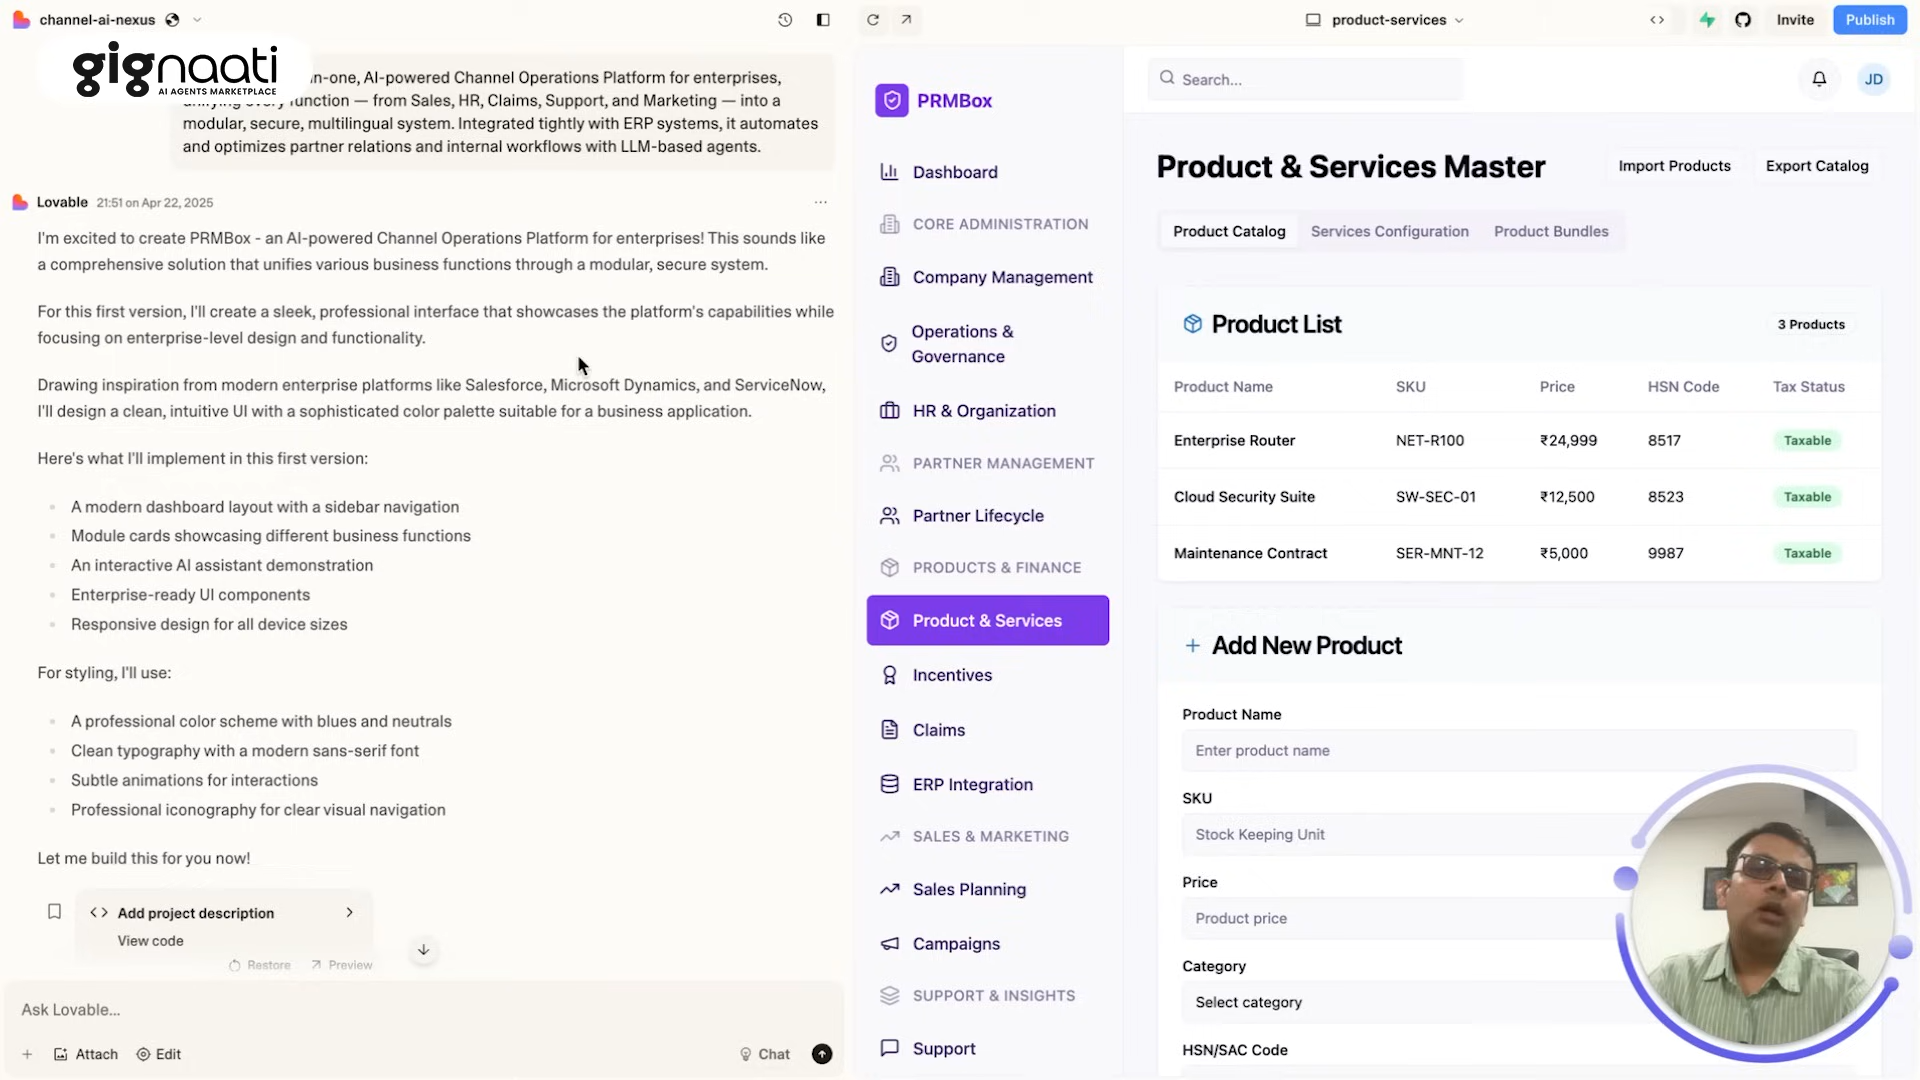 channel-ai-nexus
gignaati
AI AGENTS MARKETPLACE
in-one, AI-powered Channel Operations Platform for enterprises,
unifying every function — from Sales, HR, Claims, Support, and Marketing — into a
modular, secure, multilingual system. Integrated tightly with ERP systems, it automates
and optimizes partner relations and internal workflows with LLM-based agents.
Lovable 21:51 on Apr 22, 2025
I'm excited to create PRMBox - an AI-powered Channel Operations Platform for enterprises! This sounds like
a comprehensive solution that unifies various business functions through a modular, secure system.
For this first version, I'll create a sleek, professional interface that showcases the platform's capabilities while
focusing on enterprise-level design and functionality.
Drawing inspiration from modern enterprise platforms like Salesforce, Microsoft Dynamics, and ServiceNow,
I'll design a clean, intuitive UI with a sophisticated color palette suitable for a business application.
Here's what I'll implement in this first version:
A modern dashboard layout with a sidebar navigation
Module cards showcasing different business functions
An interactive AI assistant demonstration
Enterprise-ready UI components
Responsive design for all device sizes
For styling, I'll use:
A professional color scheme with blues and neutrals
Clean typography with a modern sans-serif font
Subtle animations for interactions
Professional iconography for clear visual navigation
Let me build this for you now!
Add project description
View code
Restore Preview
Ask Lovable...
Attach Edit Chat
product-services
Invite Publish
PRMBox
Dashboard
CORE ADMINISTRATION
Company Management
Operations &
Governance
HR & Organization
PARTNER MANAGEMENT
Partner Lifecycle
PRODUCTS & FINANCE
Product & Services
Incentives
Claims
ERP Integration
SALES & MARKETING
Sales Planning
Campaigns
SUPPORT & INSIGHTS
Support
Search...
JD
Product & Services Master
Import Products Export Catalog
Product Catalog Services Configuration Product Bundles
Product List
3 Products
Product Name SKU Price HSN Code Tax Status
Enterprise Router NET-R100 ₹24,999 8517 Taxable
Cloud Security Suite SW-SEC-01 ₹12,500 8523 Taxable
Maintenance Contract SER-MNT-12 ₹5,000 9987 Taxable
+ Add New Product
Product Name
Enter product name
SKU
Stock Keeping Unit
Price
Product price
Category
Select category
HSN/SAC Code